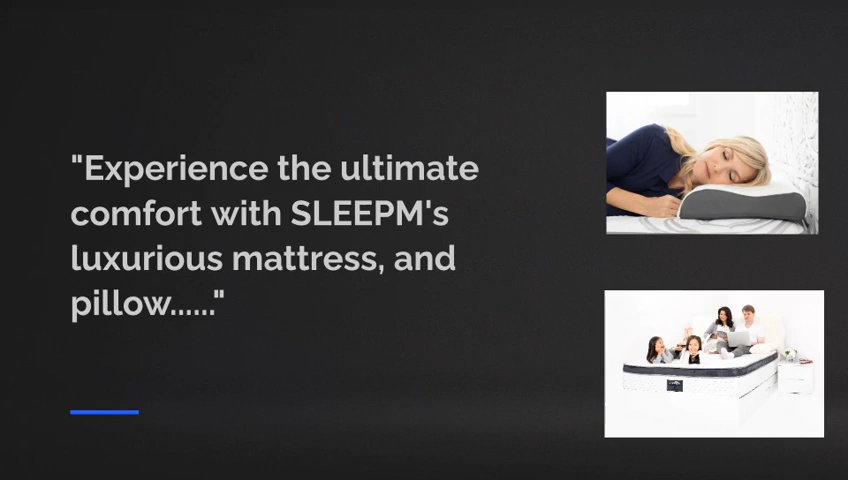 "Experience the ultimate
comfort with SLEEPM's
luxurious mattress, and
pillow......"